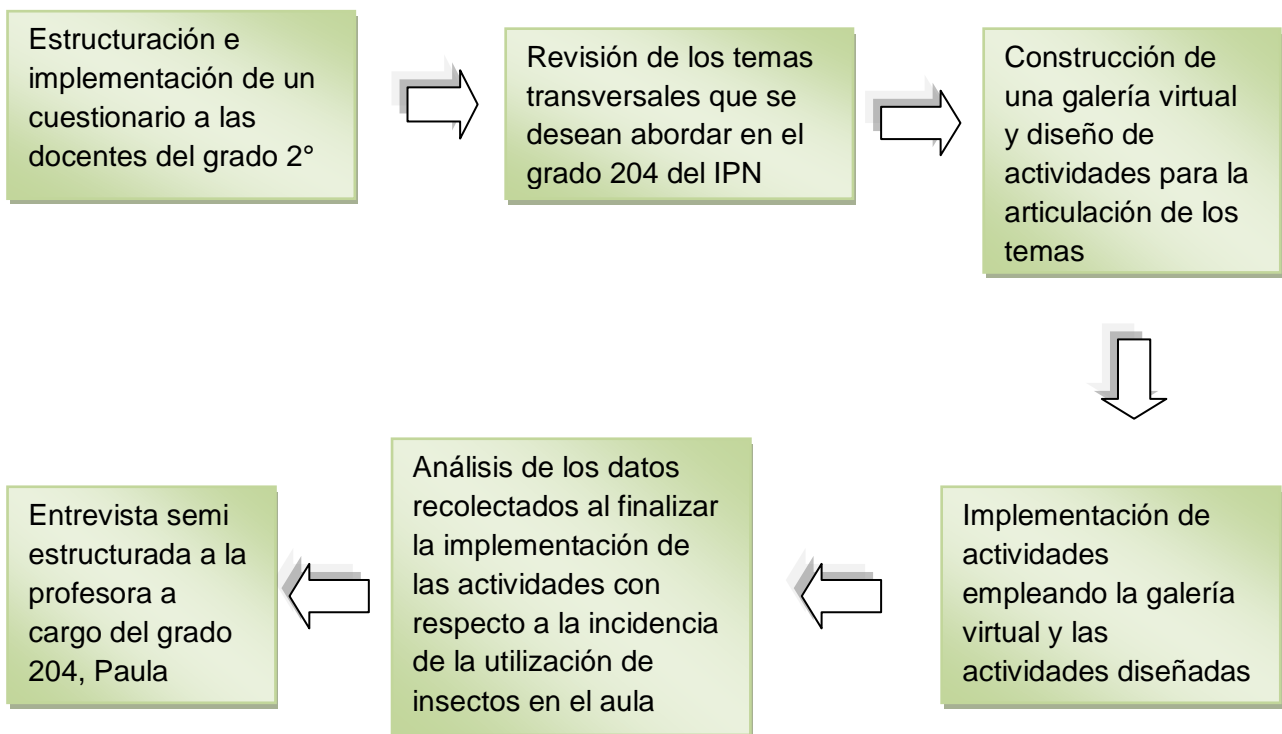 Estructuración e
implementación de un
cuestionario a las
docentes del grado 2°
Revisión de los temas
transversales que se
desean abordar en el
grado 204 del IPN
Construcción de
una galería virtual
y diseño de
actividades para la
articulación de los
temas
Implementación de
actividades
empleando la galería
virtual y las
actividades diseñadas
Análisis de los datos
recolectados al finalizar
la implementación de
las actividades con
respecto a la incidencia
de la utilización de
insectos en el aula
Entrevista semi
estructurada a la
profesora a
cargo del grado
204, Paula